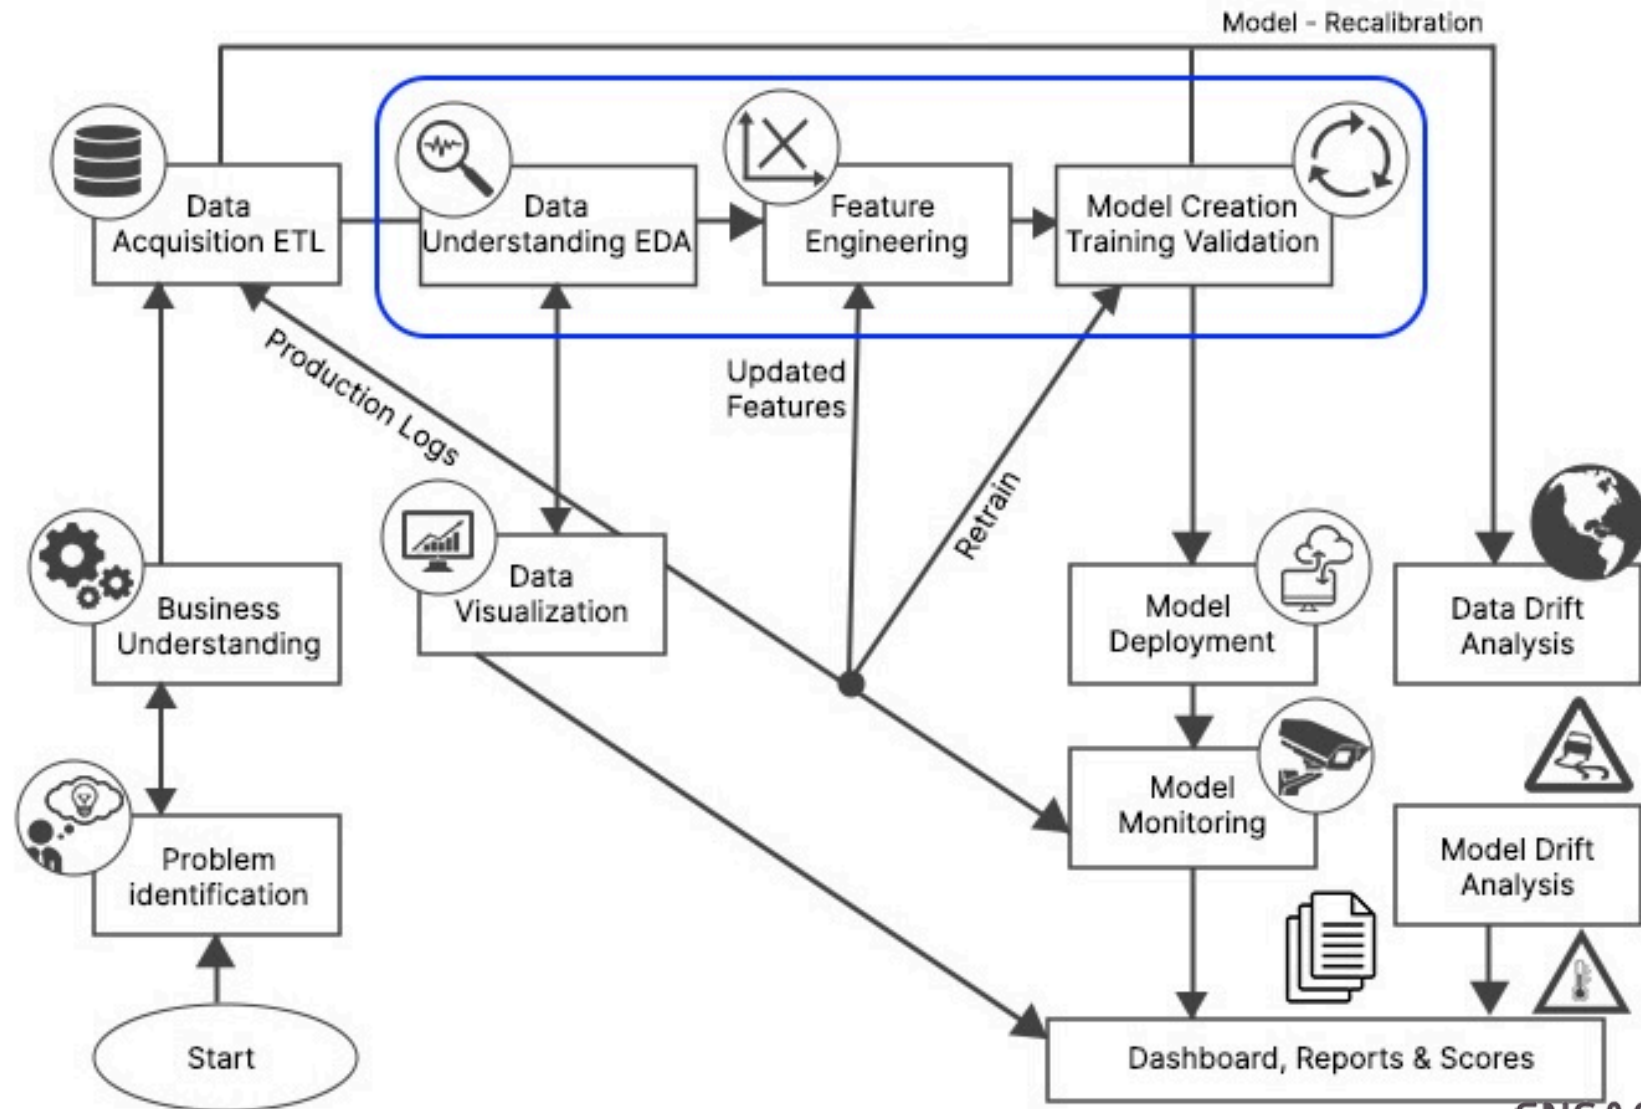 Model - Recalibration
Data
Acquisition ETL
Data
Understanding EDA
Feature
Engineering
Model Creation
Training Validation
Production Logs
Updated
Features
Retrain
Business
Understanding
Data
Visualization
Model
Deployment
Data Drift
Analysis
Model
Monitoring
Problem
identification
Model Drift
Analysis
Start
Dashboard, Reports & Scores